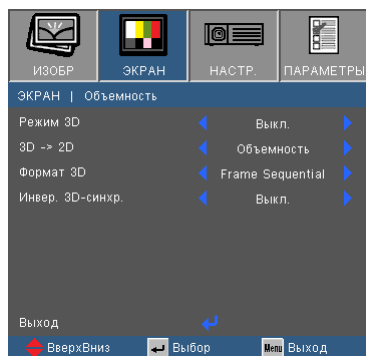 ИЗОБР ЭКРАН НАСТР. ПАРАМЕТРЫ
ЭКРАН | Объемность
Режим 3D Выкл.
3D -> 2D Объемность
Формат 3D Frame Sequential
Инвер. 3D-синхр. Выкл.
Выход
ВверхВниз Выбор Menu Выход